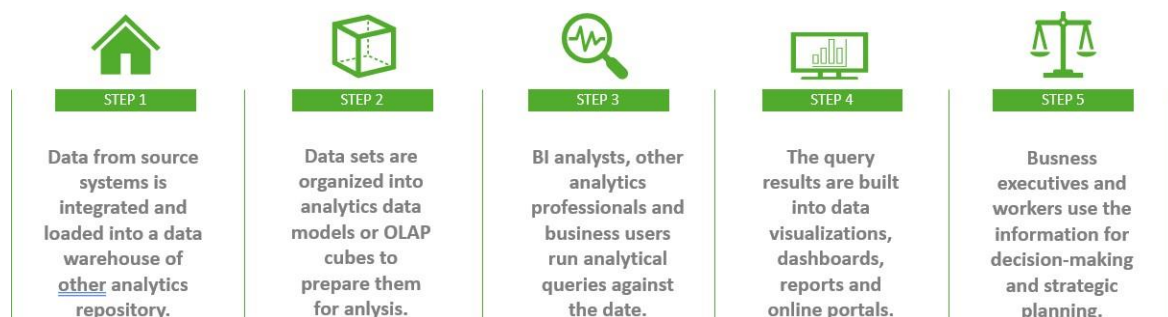 STEP 1
Data from source
systems is
integrated and
loaded into a data
warehouse of
other analytics
repository.
STEP 2
Data sets are
organized into
analytics data
models or OLAP
cubes to
prepare them
for anlysis.
STEP 3
BI analysts, other
analytics
professionals and
business users
run analytical
queries against
the date.
STEP 4
The query
results are built
into data
visualizations,
dashboards,
reports and
online portals.
STEP 5
Busness
executives and
workers use the
information for
decision-making
and strategic
planning.